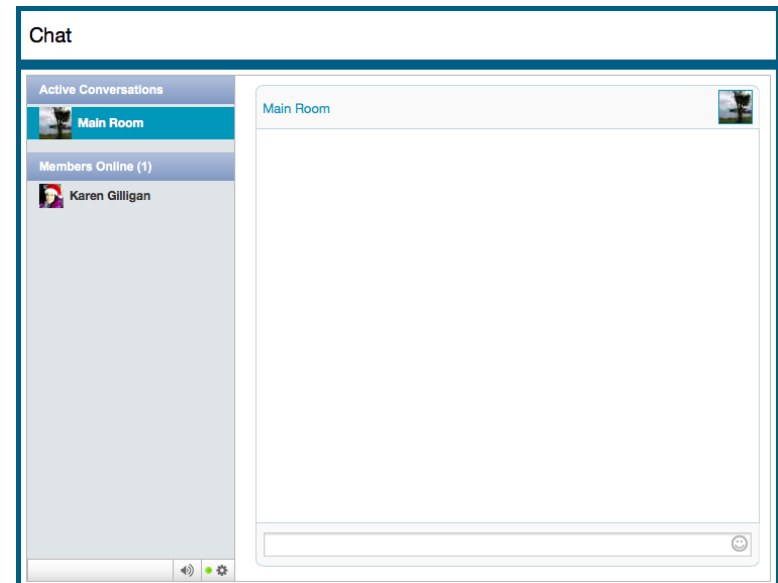 Chat
Active Conversations
Main Room
Members Online (1)
Karen Gilligan
Main Room